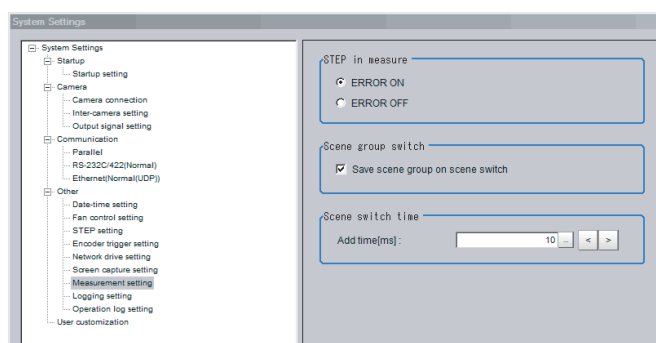 System Settings
System Settings
Startup
Startup setting
Camera
Camera connection
Inter-camera setting
Output signal setting
Communication
Parallel
RS-232C/422(Normal)
Ethernet(Normal(UDP))
Other
Date-time setting
Fan control setting
STEP setting
Encoder trigger setting
Network drive setting
Screen capture setting
Measurement setting
Logging setting
Operation log setting
User customization
STEP in measure
ERROR ON
ERROR OFF
Scene group switch
Save scene group on scene switch
Scene switch time
Add time[ms] : 10 ... < >